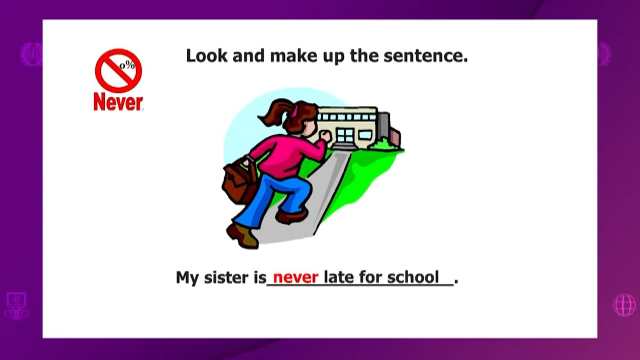 Look and make up the sentence.
0%
Never
My sister is never late for school.